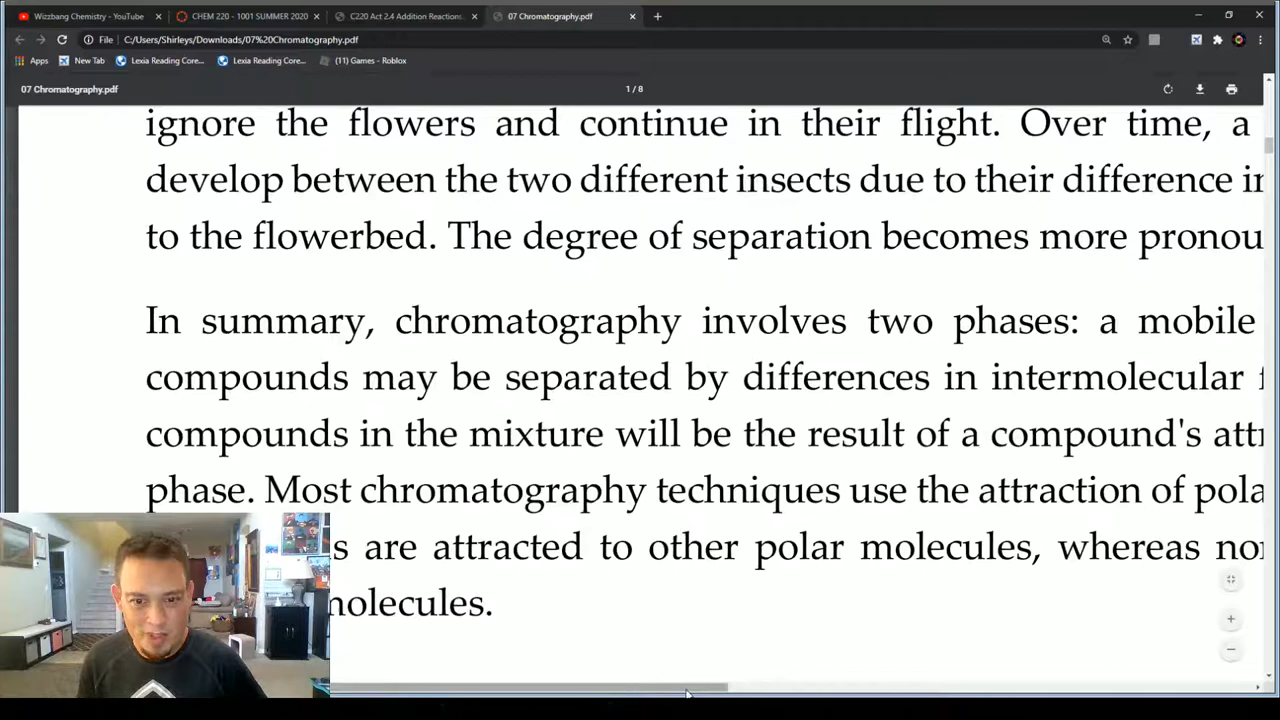 Wizzbang Chemistry - YouTube
CHEM 220 - 1001 SUMMER 2020
C220 Act 2.4 Addition Reactions
07 Chromatography.pdf
File
C:/Users/Shirleys/Downloads/07%20Chromatography.pdf
Apps
New Tab
Lexia Reading Core...
Lexia Reading Core...
(11) Games - Roblox
07 Chromatography.pdf
1 / 8
ignore the flowers and continue in their flight. Over time, a
develop between the two different insects due to their difference in
to the flowerbed. The degree of separation becomes more pronou
In summary, chromatography involves two phases: a mobile
compounds may be separated by differences in intermolecular f
compounds in the mixture will be the result of a compound's attr
phase. Most chromatography techniques use the attraction of pola
s are attracted to other polar molecules, whereas no
molecules.